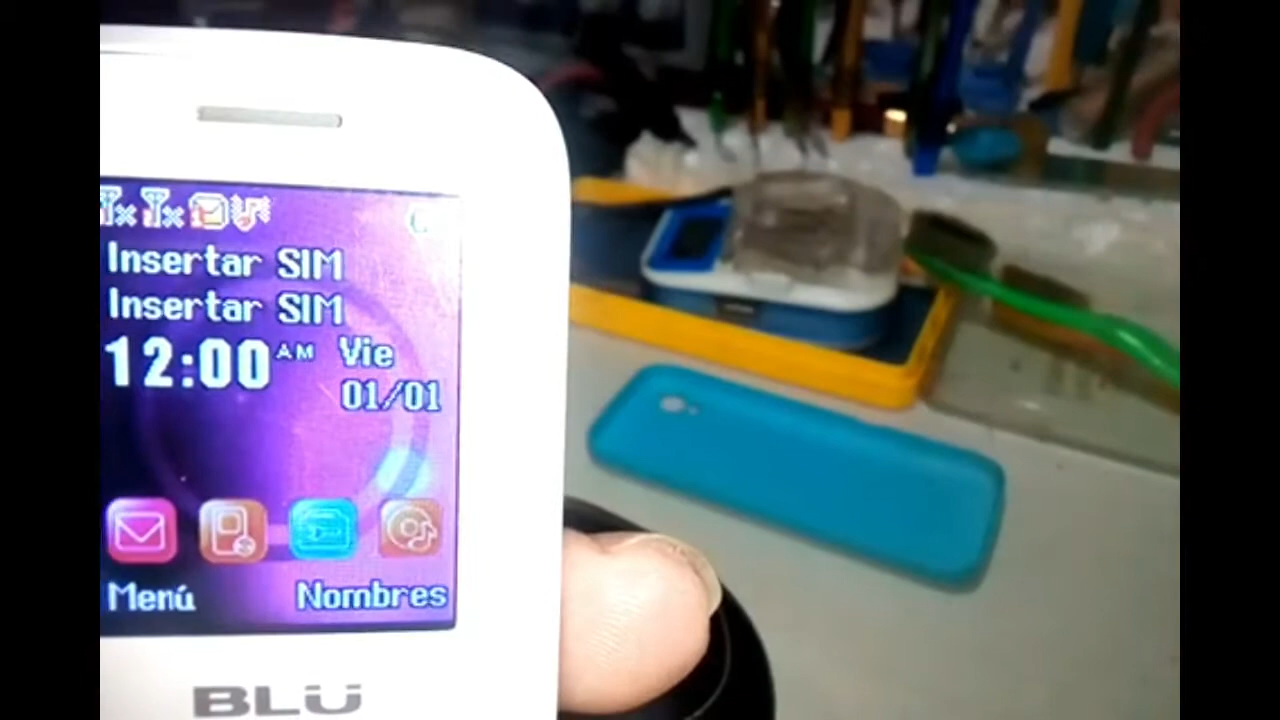 Insertar SIM
Insertar SIM
12:00 AM Vie
01/01
Menú Nombres
BLU